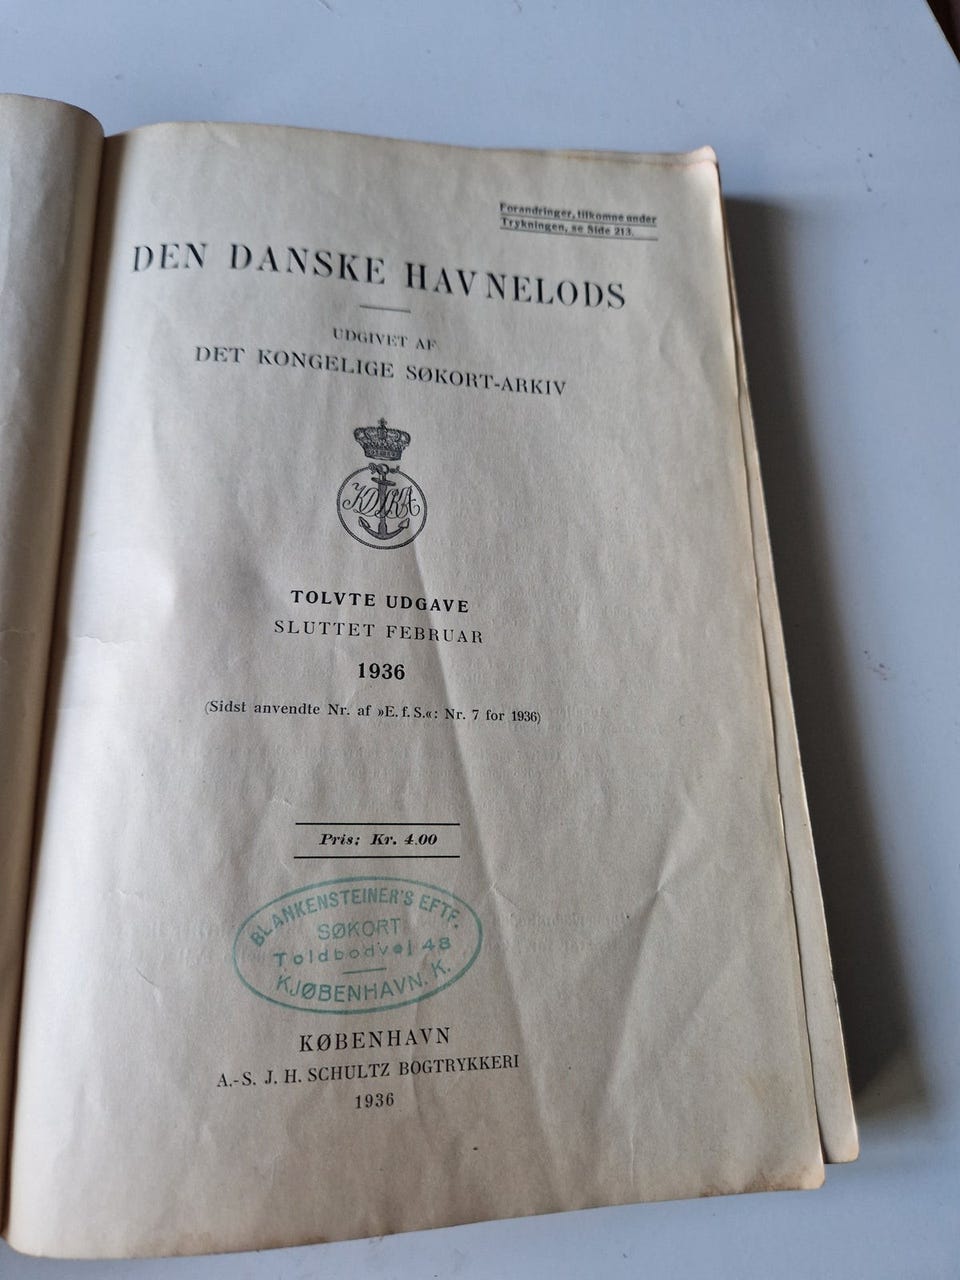 Forandringer, tilkomne under
Trykningen, se Side 213.
DEN DANSKE HAVNELODS
UDGIVET AF
DET KONGELIGE SØKORT-ARKIV
TOLVTE UDGAVE
SLUTTET FEBRUAR
1936
(Sidst anvendte Nr. af »E. f. S.«: Nr. 7 for 1936)
Pris: Kr. 4.00
BLANKENSTEINER'S EFTF.
SØKORT
Toldbodvej 48
KJØBENHAVN. K.
KØBENHAVN
A.-S. J. H. SCHULTZ BOGTRYKKERI
1936